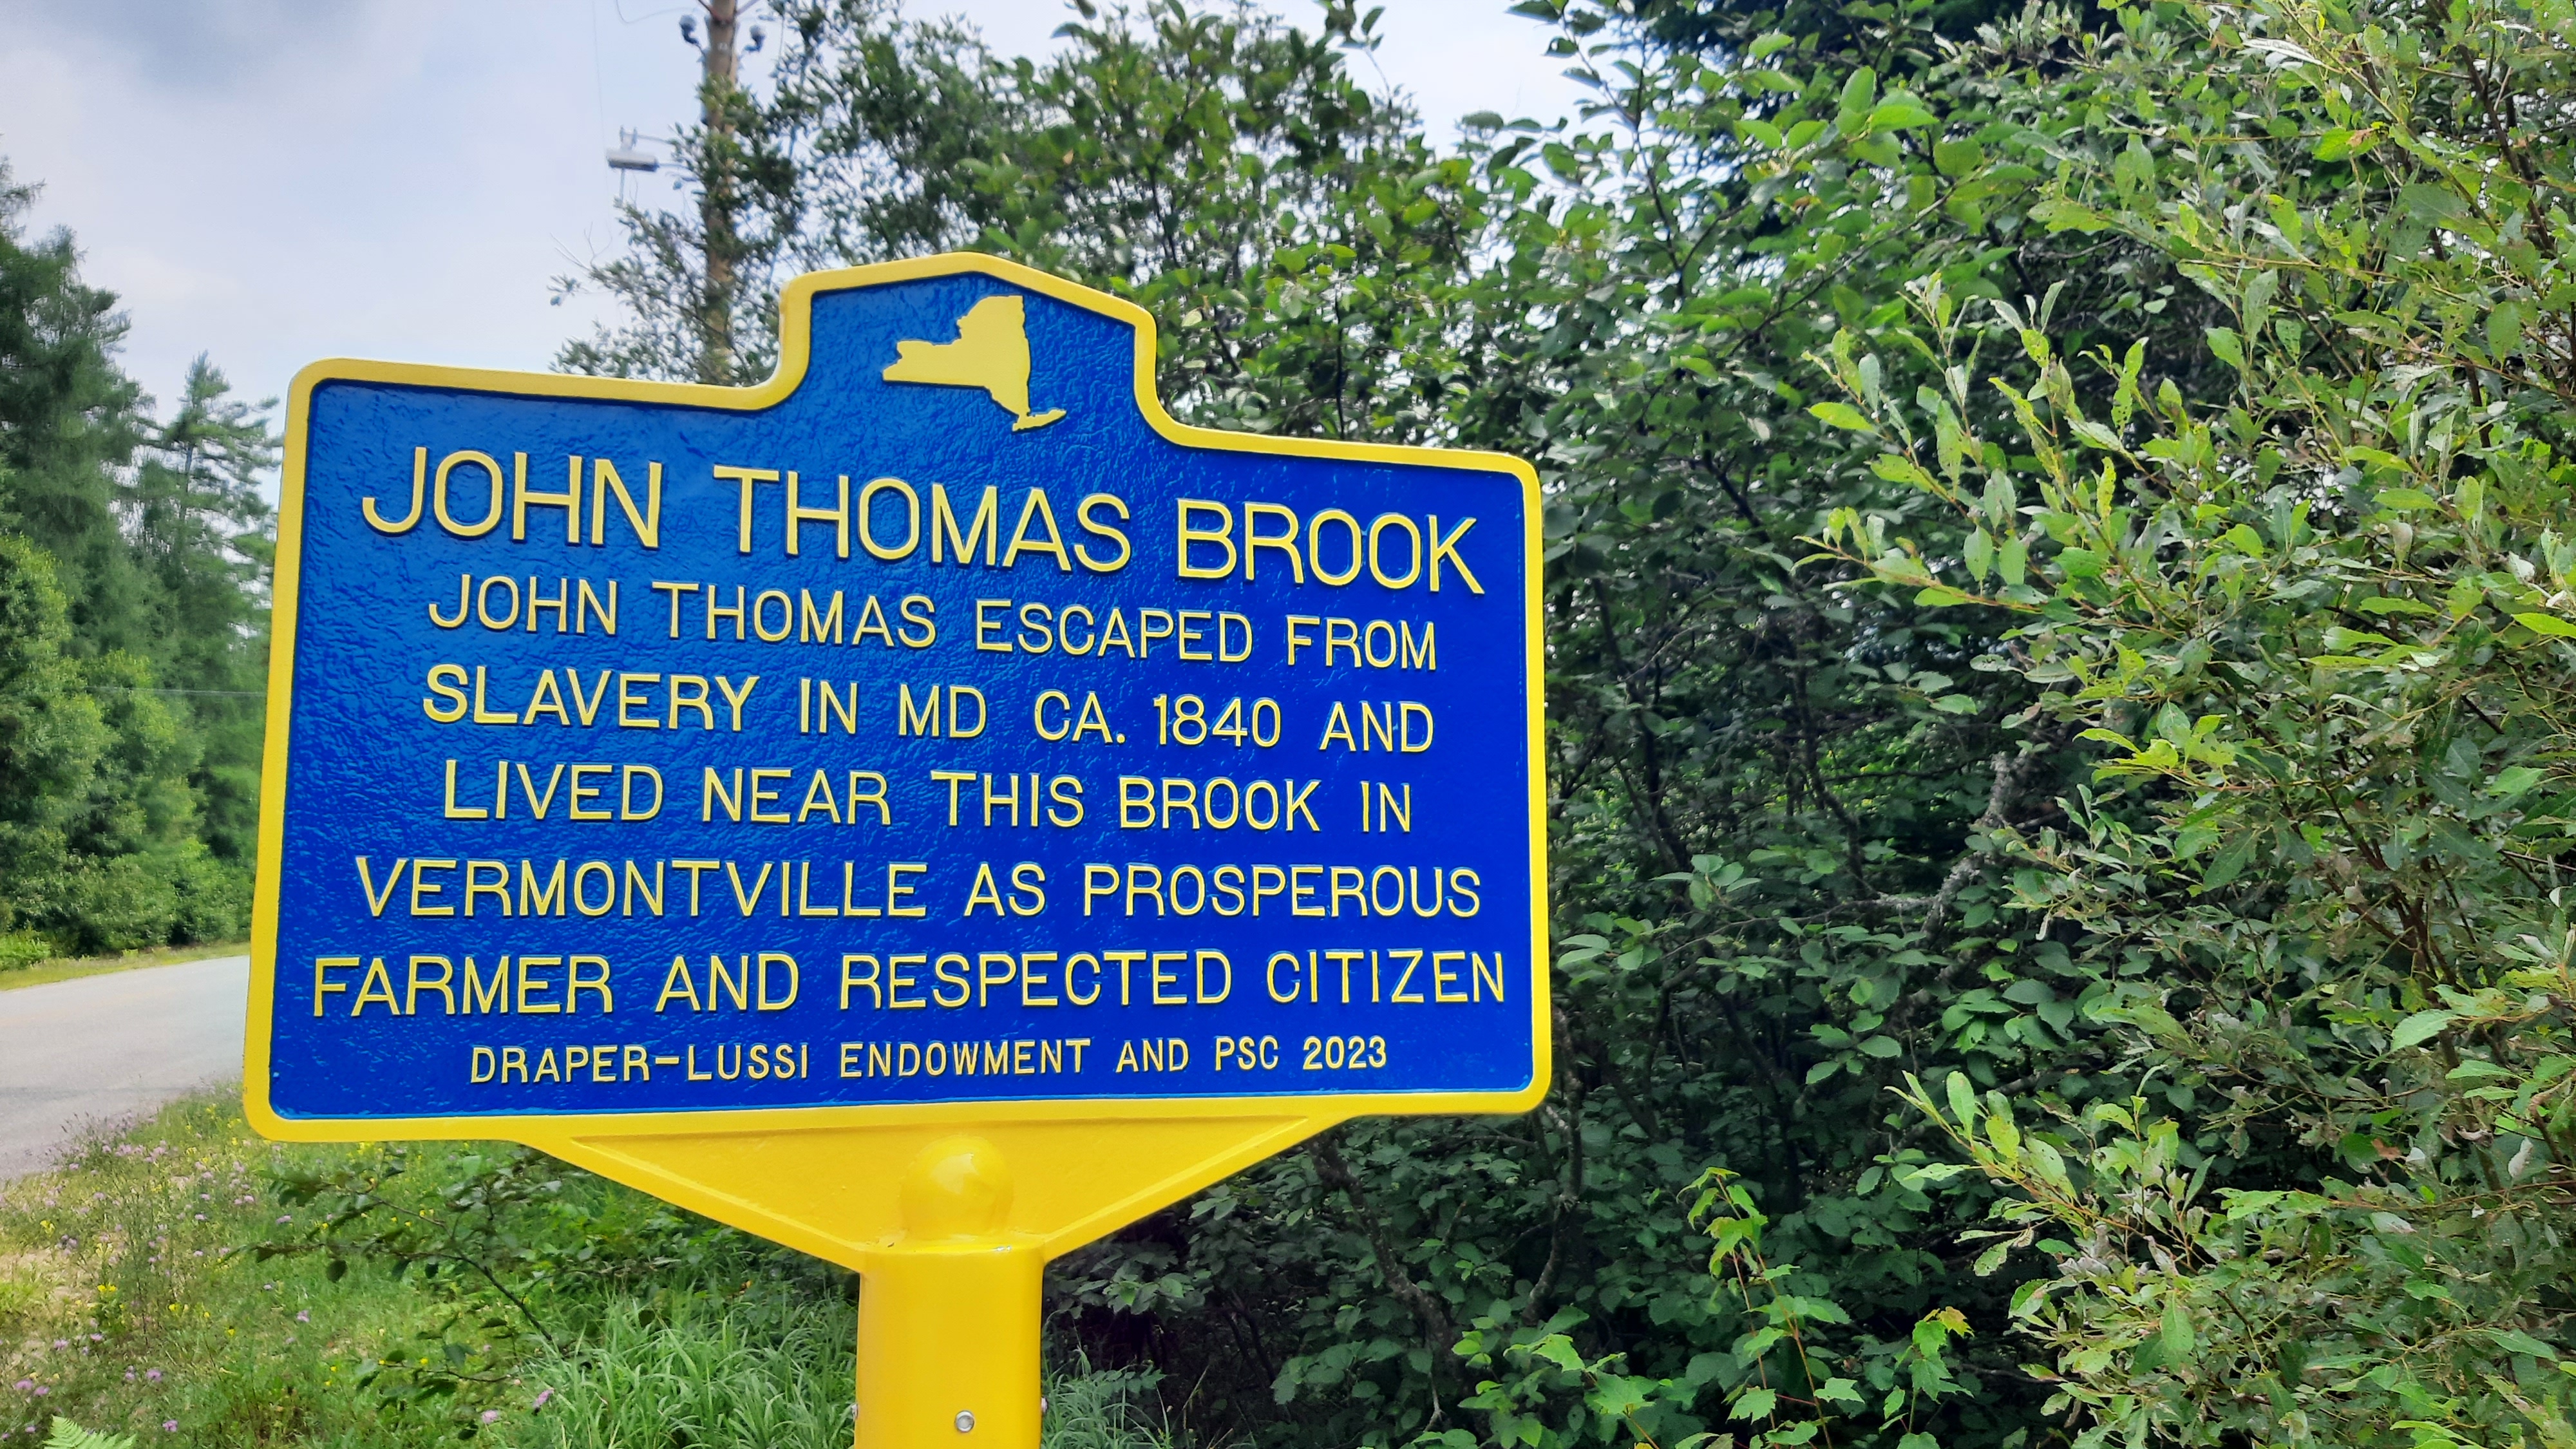 JOHN THOMAS BROOK
JOHN THOMAS ESCAPED FROM
SLAVERY IN MD CA. 1840 AND
LIVED NEAR THIS BROOK IN
VERMONTVILLE AS PROSPEROUS
FARMER AND RESPECTED CITIZEN
DRAPER-LUSSI ENDOWMENT AND PSC 2023